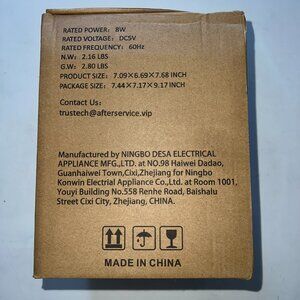 RATED POWER: 8W
RATED VOLTAGE: DC5V
RATED FREQUENCY: 60Hz
N.W: 2.16 LBS
G.W: 2.80 LBS
PRODUCT SIZE: 7.09×6.69×7.68 INCH
PACKAGE SIZE: 7.44×7.17×9.17 INCH
Contact Us:
trustech@afterservice.vip
Manufactured by NINGBO DESA ELECTRICAL
APPLIANCE MFG.,LTD. at NO.98 Haiwei Dadao,
Guanhaiwei Town,Cixi,Zhejiang for Ningbo
Konwin Electrial Appliance Co.,Ltd. at Room 1001,
Youyi Building No.558 Renhe Road, Baishalu
Street Cixi City, Zhejiang, CHINA.
MADE IN CHINA